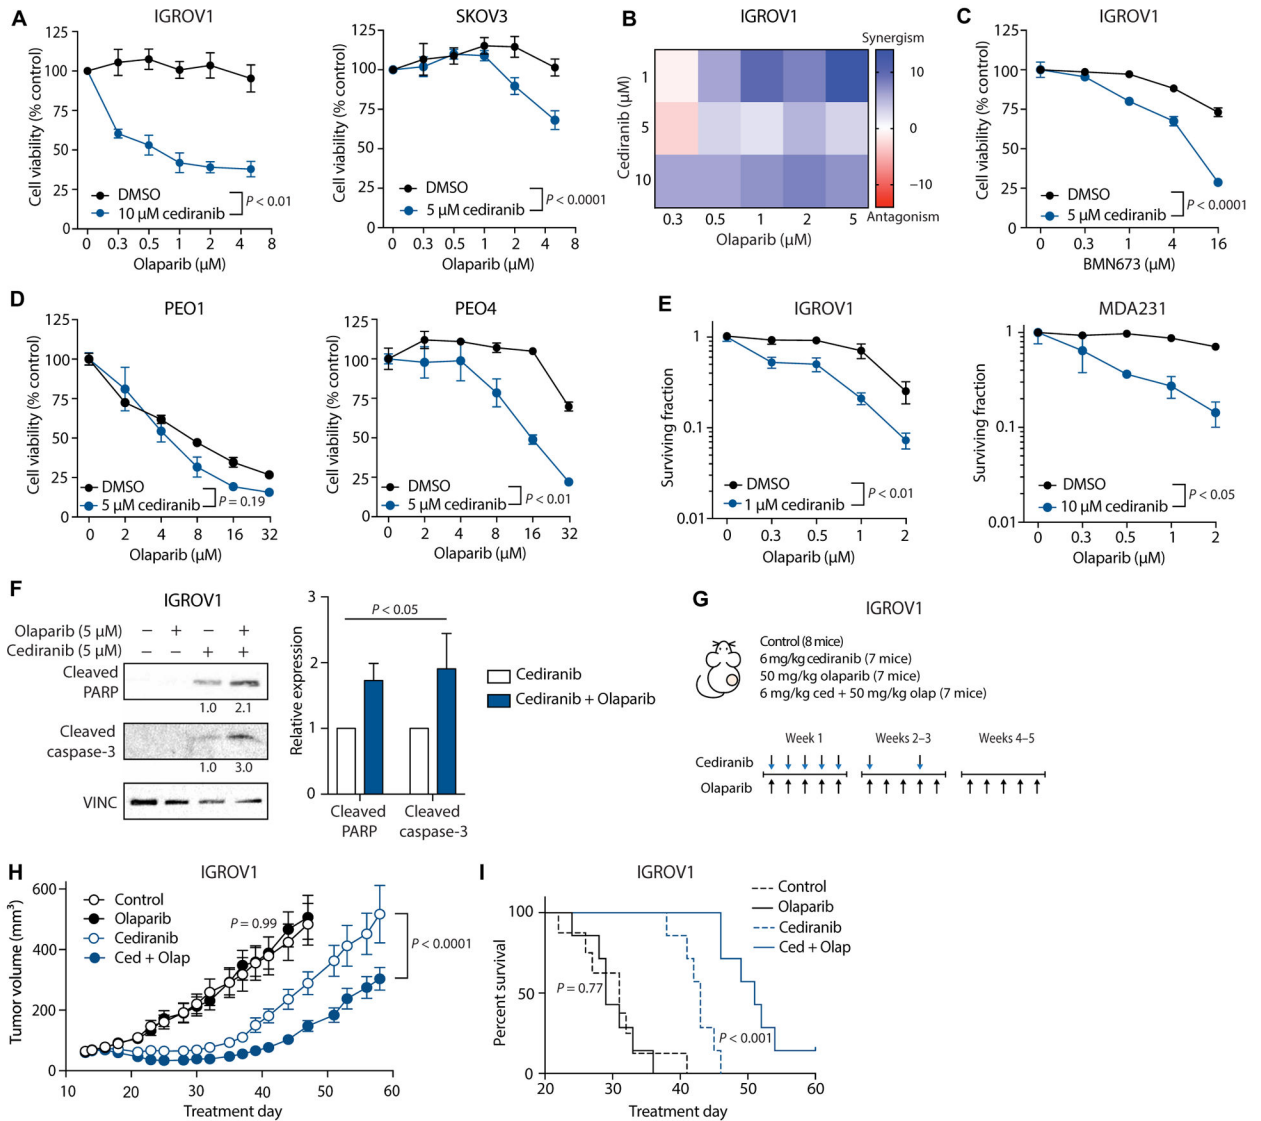 A
IGROV1
Cell viability (% control)
125
100
75
50
25
0
DMSO
10 µM cediranib
P < 0.01
0 0.3 0.5 1 2 4 8
Olaparib (µM)
SKOV3
Cell viability (% control)
125
100
75
50
25
0
DMSO
5 µM cediranib
P < 0.0001
0 0.3 0.5 1 2 4 8
Olaparib (µM)
B
IGROV1
Cediranib (µM)
1
5
10
0.3 0.5 1 2 5
Olaparib (µM)
Synergism
10
0
−10
Antagonism
C
IGROV1
Cell viability (% control)
125
100
75
50
25
0
DMSO
5 µM cediranib
P < 0.0001
0 0.3 1 4 16
BMN673 (µM)
D
PEO1
Cell viability (% control)
125
100
75
50
25
0
DMSO
5 µM cediranib
P = 0.19
0 2 4 8 16 32
Olaparib (µM)
PEO4
Cell viability (% control)
125
100
75
50
25
0
DMSO
5 µM cediranib
P < 0.01
0 2 4 8 16 32
Olaparib (µM)
E
IGROV1
Surviving fraction
1
0.1
0.01
DMSO
1 µM cediranib
P < 0.01
0 0.3 0.5 1 2
Olaparib (µM)
MDA231
Surviving fraction
1
0.1
0.01
DMSO
10 µM cediranib
P < 0.05
0 0.3 0.5 1 2
Olaparib (µM)
F
IGROV1
Olaparib (5 µM) − + − +
Cediranib (5 µM) − − + +
Cleaved
PARP
1.0 2.1
Cleaved
caspase-3
1.0 3.0
VINC
Relative expression
3
2
1
0
P < 0.05
Cleaved
PARP
Cleaved
caspase-3
Cediranib
Cediranib + Olaparib
G
IGROV1
Control (8 mice)
6 mg/kg cediranib (7 mice)
50 mg/kg olaparib (7 mice)
6 mg/kg ced + 50 mg/kg olap (7 mice)
Week 1 Weeks 2–3 Weeks 4–5
Cediranib
Olaparib
H
IGROV1
Tumor volume (mm³)
600
400
200
0
Control
Olaparib
Cediranib
Ced + Olap
P = 0.99
P < 0.0001
10 20 30 40 50 60
Treatment day
I
IGROV1
Percent survival
100
50
0
P = 0.77
P < 0.001
20 30 40 50 60
Treatment day
Control
Olaparib
Cediranib
Ced + Olap